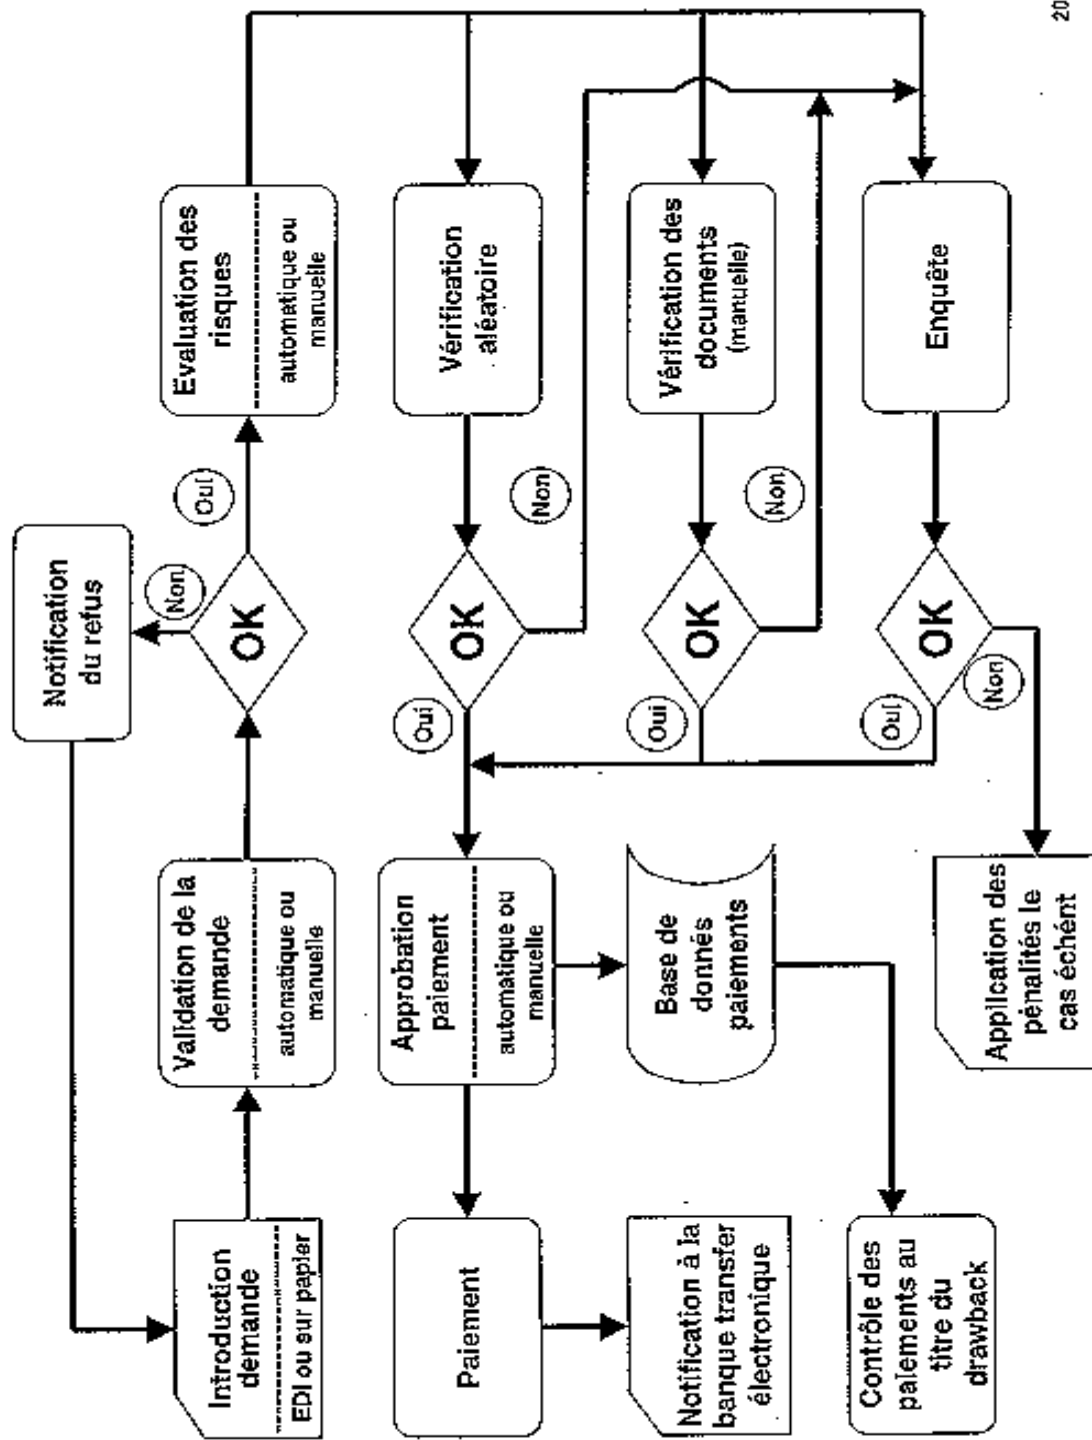 Introduction
demande
EDI ou sur papier
Validation de la
demande
automatique ou
manuelle
OK
Non
Notification
du refus
Oui
Evaluation des
risques
automatique ou
manuelle
Paiement
Approbation
paiement
automatique ou
manuelle
Oui
OK
Non
Vérification
aléatoire
Notification à la
banque transfer
électronique
Base de
donnés
paiements
Oui
OK
Non
Vérification des
documents
(manuelle)
Contrôle des
paiements au
titre du
drawback
Application des
pénalités le
cas échént
Oui
Non
OK
Enquête
20